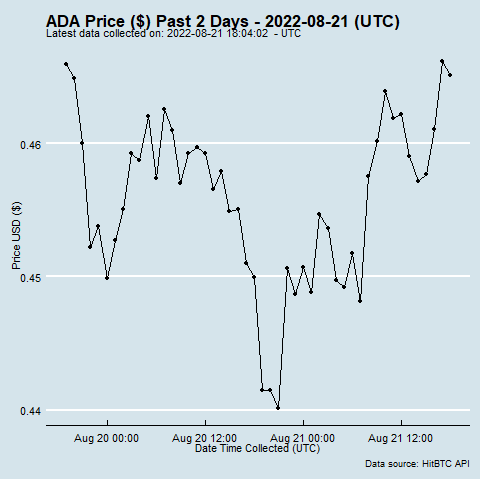 ADA Price ($) Past 2 Days - 2022-08-21 (UTC)
Latest data collected on: 2022-08-21 18:04:02 - UTC
0.46
0.45
0.44
Price USD ($)
Aug 20 00:00 Aug 20 12:00 Aug 21 00:00 Aug 21 12:00
Date Time Collected (UTC)
Data source: HitBTC API